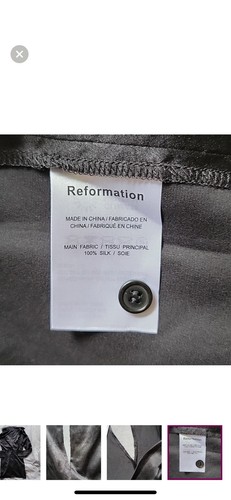 Reformation
MADE IN CHINA / FABRICADO EN
CHINA / FABRIQUÉ EN CHINE
MAIN FABRIC / TISSU PRINCIPAL
100% SILK / SOIE